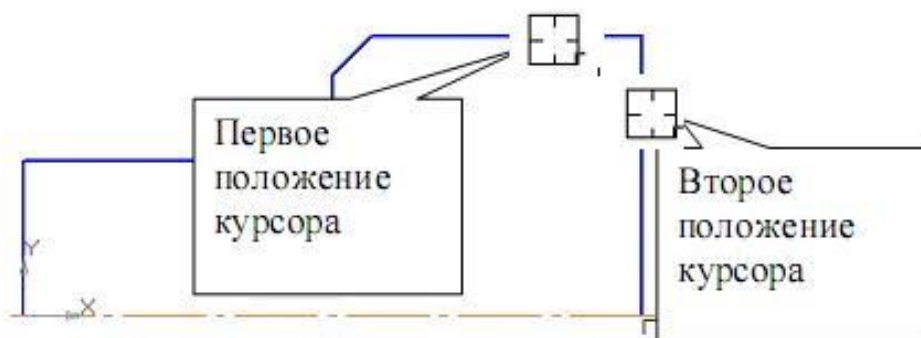 Первое
положение
курсора
Второе
положение
курсора
Y
X